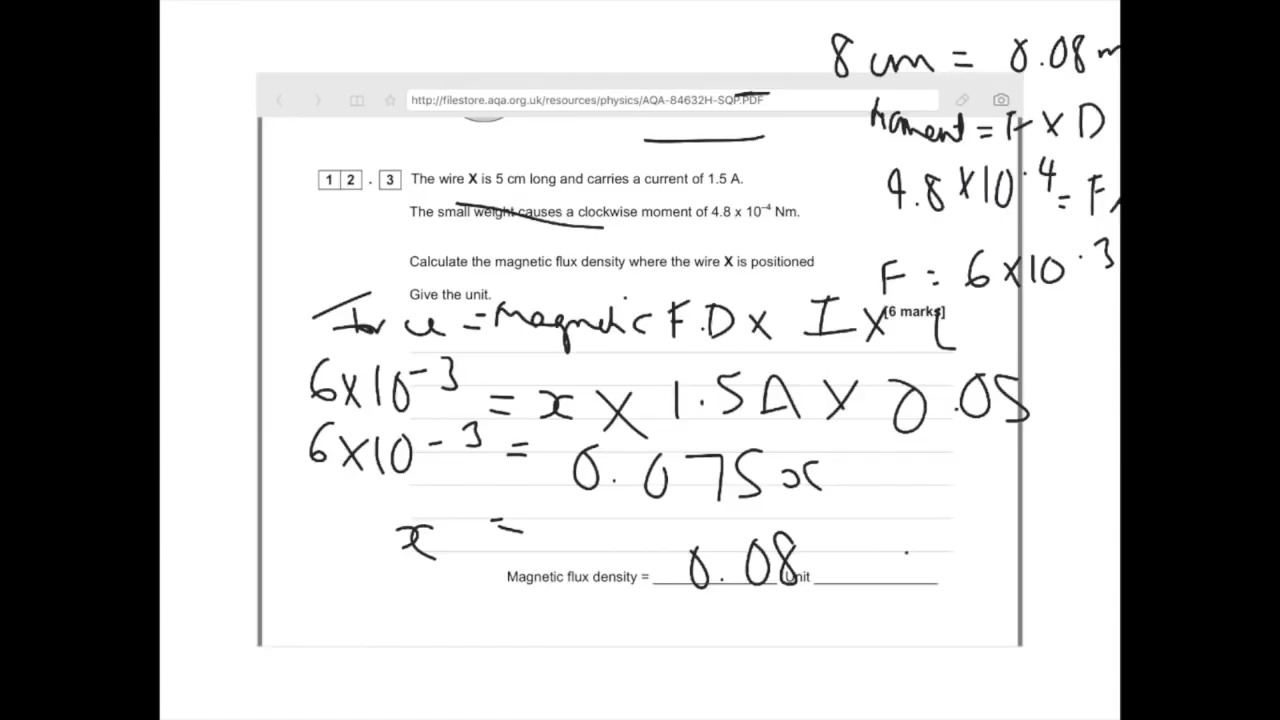 8 cm = 0.08m
http://filestore.aqa.org.uk/resources/physics/AQA-84632H-SQP.PDF
moment = F X D
4.8 X 10⁻⁴ = F
12.3 The wire X is 5 cm long and carries a current of 1.5 A.
The small weight causes a clockwise moment of 4.8 x 10⁻⁴ Nm.
Calculate the magnetic flux density where the wire X is positioned
F = 6 X 10⁻³
Give the unit.
[6 marks]
Force = Magnetic F.D X I X L
6 X 10⁻³ = x X 1.5 A X 0.05
6 X 10⁻³ = 0.075x
x = 0.08
Magnetic flux density = Unit